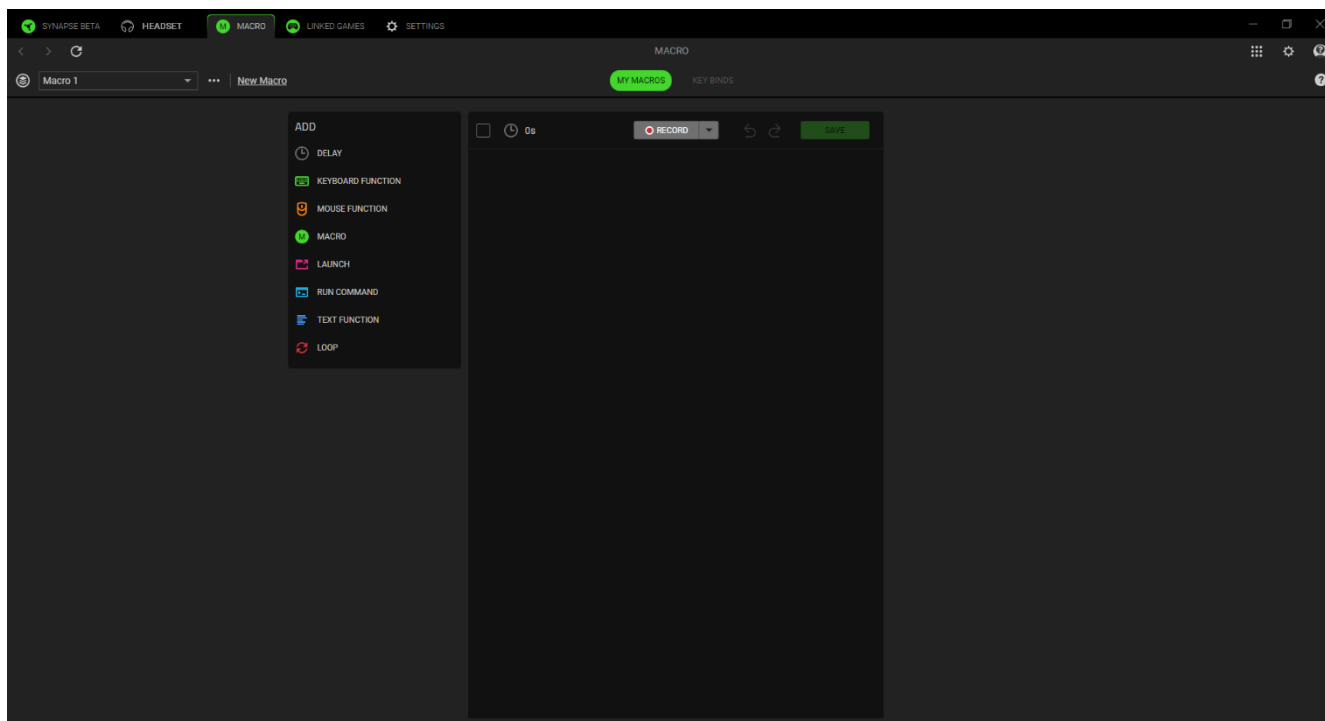 SYNAPSE BETA HEADSET M MACRO LINKED GAMES SETTINGS
MACRO
Macro 1 New Macro MY MACROS KEY BINDS ?
ADD
0s RECORD SAVE
DELAY
KEYBOARD FUNCTION
MOUSE FUNCTION
M MACRO
LAUNCH
RUN COMMAND
TEXT FUNCTION
LOOP